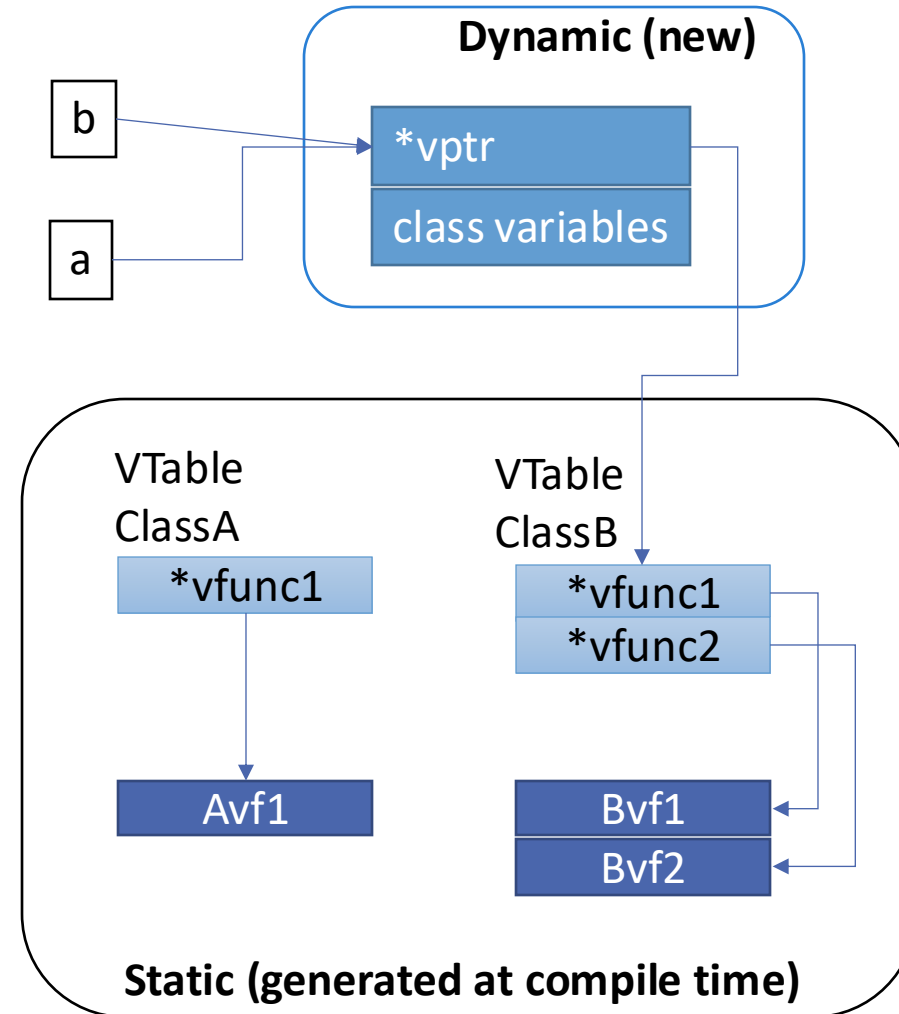 Dynamic (new)
b
*vptr
class variables
a
VTable
ClassA
*vfunc1
Avf1
VTable
ClassB
*vfunc1
*vfunc2
Bvf1
Bvf2
Static (generated at compile time)